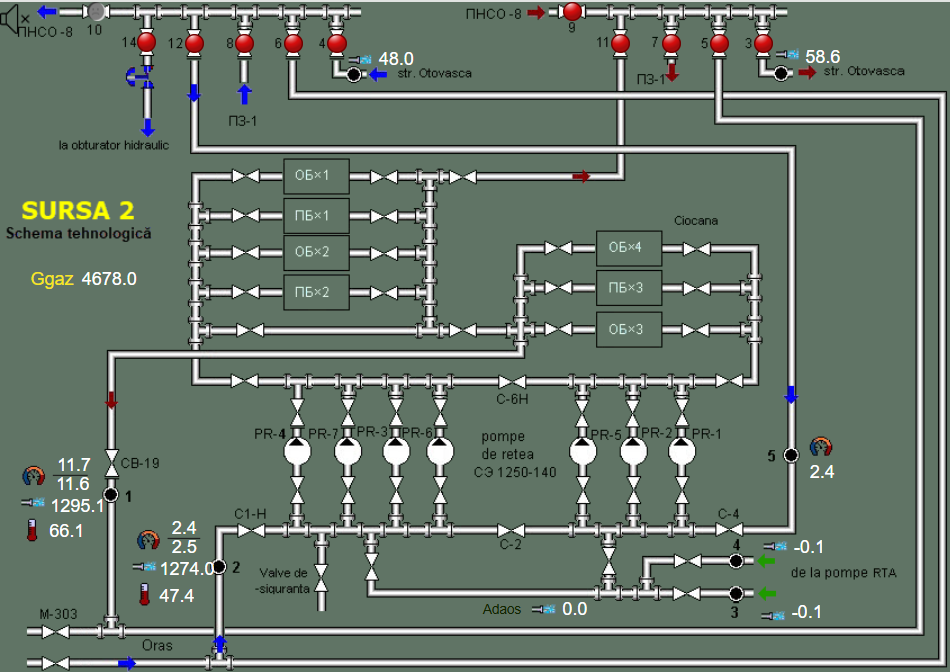 ПНСО -8
10
14
12
8
6
4
48.0
str. Otovasca
ПНСО -8
9
11
7
5
3
58.6
str. Otovasca
ПЗ-1
ПЗ-1
la obturator hidraulic
SURSA 2
Schema tehnologică
Ggaz 4678.0
ОБ×1
ПБ×1
ОБ×2
ПБ×2
Ciocana
ОБ×4
ПБ×3
ОБ×3
С-6Н
PR-4
PR-7
PR-3
PR-6
PR-5
PR-2
PR-1
pompe
de retea
СЭ 1250-140
СВ-19
11.7
11.6
1295.1
66.1
1
5
2.4
С1-Н
С-2
С-4
2.4
2.5
1274.0
47.4
2
Valve de
-siquranta
4
-0.1
de la pompe RTA
3
-0.1
Adaos
0.0
М-303
Oras